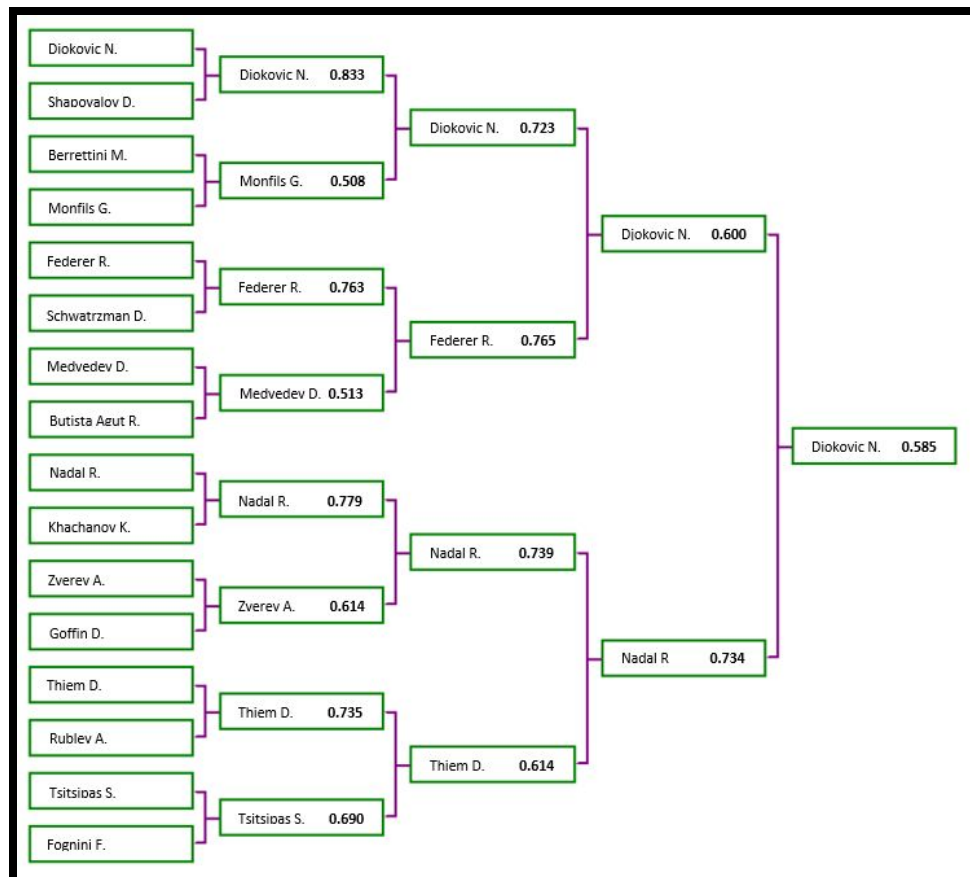 Djokovic N.
Shapovalov D.
Berrettini M.
Monfils G.
Federer R.
Schwatrzman D.
Medvedev D.
Butista Agut R.
Nadal R.
Khachanov K.
Zverev A.
Goffin D.
Thiem D.
Rublev A.
Tsitsipas S.
Fognini F.
Djokovic N. 0.833
Monfils G. 0.508
Federer R. 0.763
Medvedev D. 0.513
Nadal R. 0.779
Zverev A. 0.614
Thiem D. 0.735
Tsitsipas S. 0.690
Djokovic N. 0.723
Federer R. 0.765
Nadal R. 0.739
Thiem D. 0.614
Djokovic N. 0.600
Nadal R 0.734
Djokovic N. 0.585